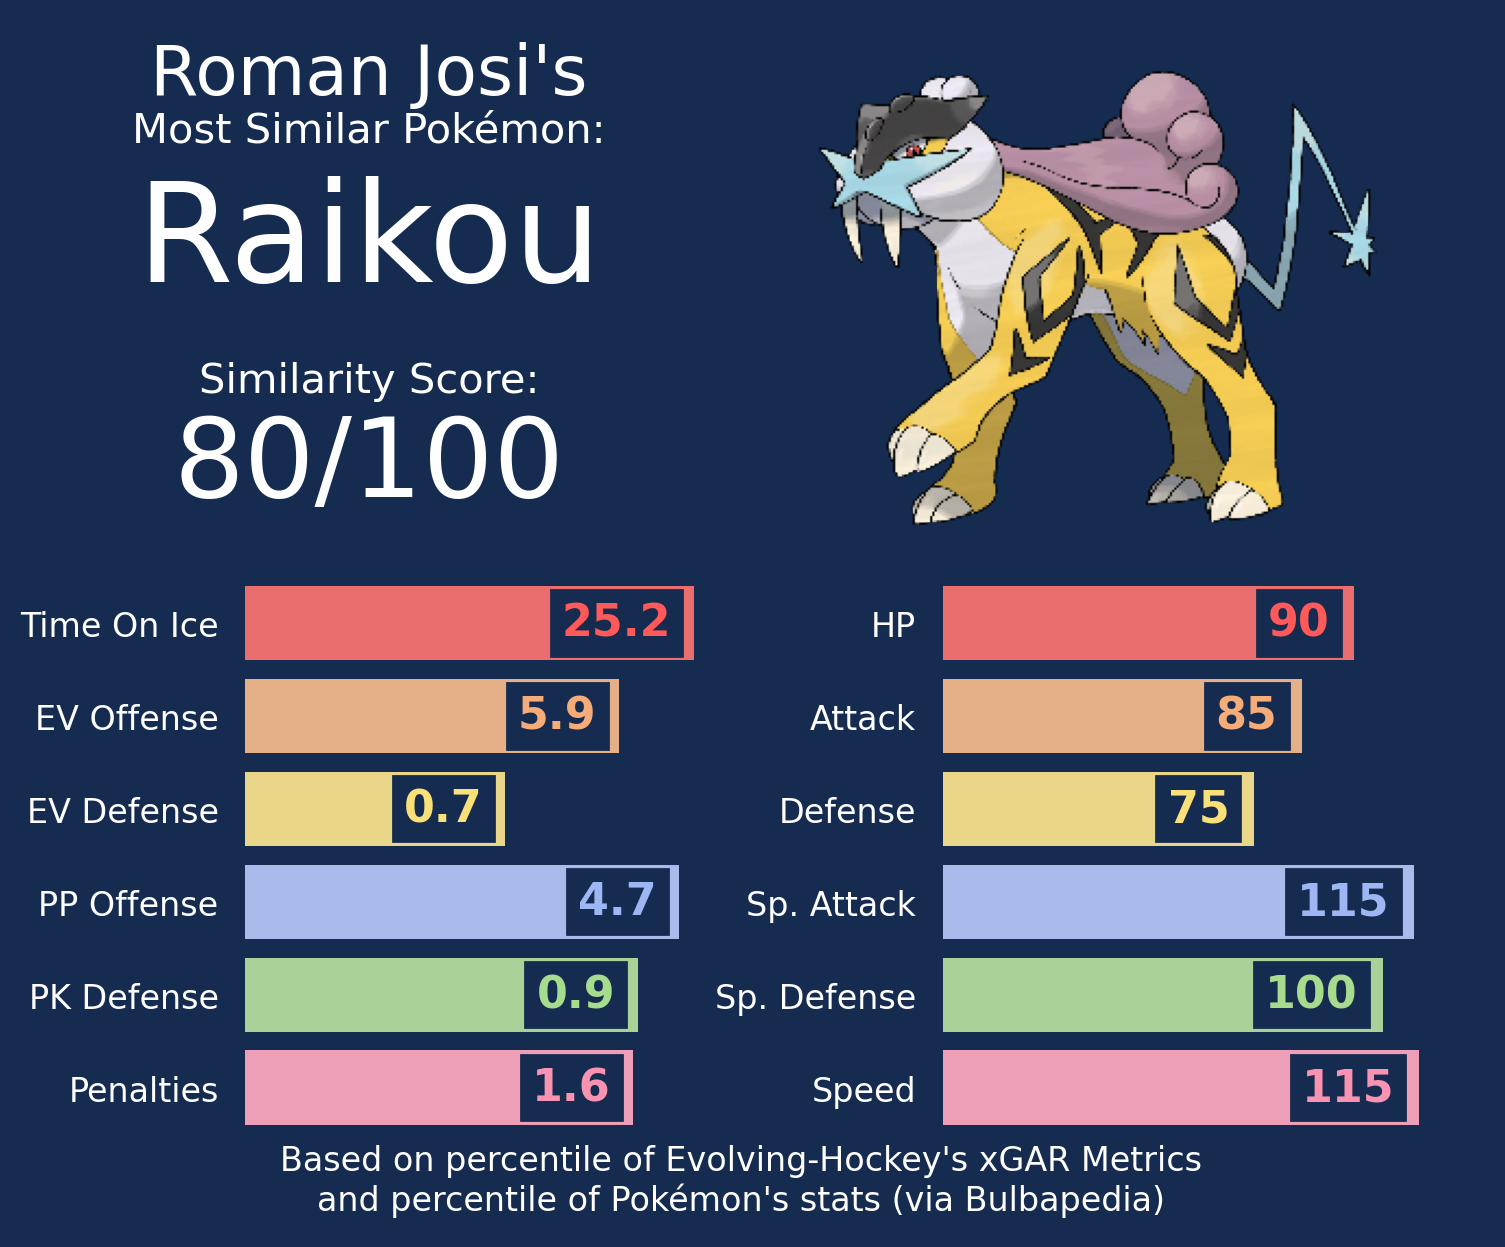 Roman Josi's
Most Similar Pokémon:
Raikou
Similarity Score:
80/100
Time On Ice 25.2
EV Offense 5.9
EV Defense 0.7
PP Offense 4.7
PK Defense 0.9
Penalties 1.6
HP 90
Attack 85
Defense 75
Sp. Attack 115
Sp. Defense 100
Speed 115
Based on percentile of Evolving-Hockey's xGAR Metrics
and percentile of Pokémon's stats (via Bulbapedia)